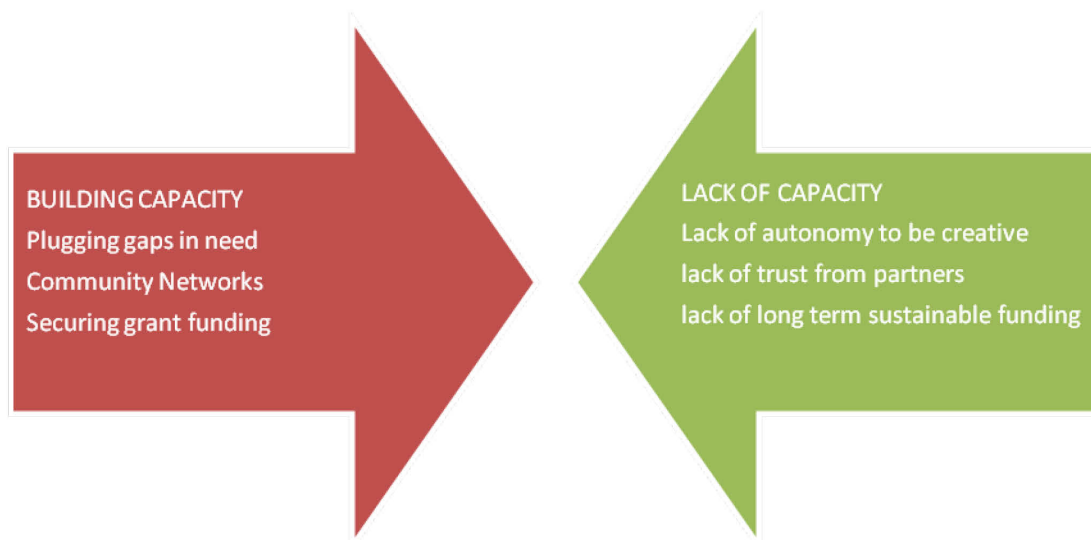 BUILDING CAPACITY
Plugging gaps in need
Community Networks
Securing grant funding
LACK OF CAPACITY
Lack of autonomy to be creative
lack of trust from partners
lack of long term sustainable funding